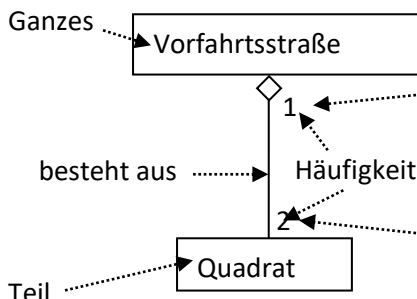 Ganzes
Vorfahrtsstraße
1
besteht aus
Häufigkeit
2
Quadrat
Teil